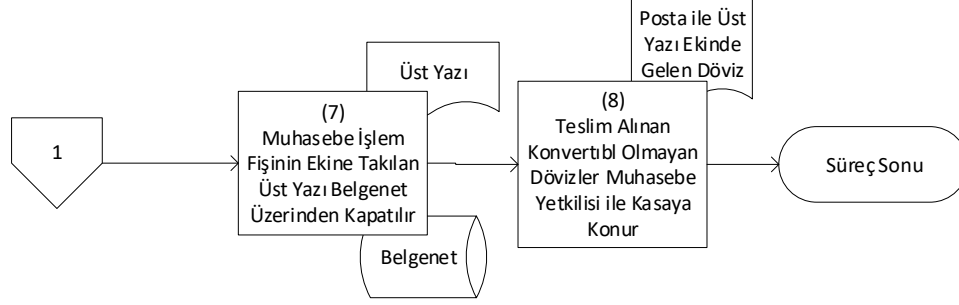 1
(7)
Muhasebe İşlem
Fişinin Ekine Takılan
Üst Yazı Belgenet
Üzerinden Kapatılır
Üst Yazı
Belgenet
(8)
Teslim Alınan
Konvertıbl Olmayan
Dövizler Muhasebe
Yetkilisi ile Kasaya
Konur
Posta ile Üst
Yazı Ekinde
Gelen Döviz
Süreç Sonu